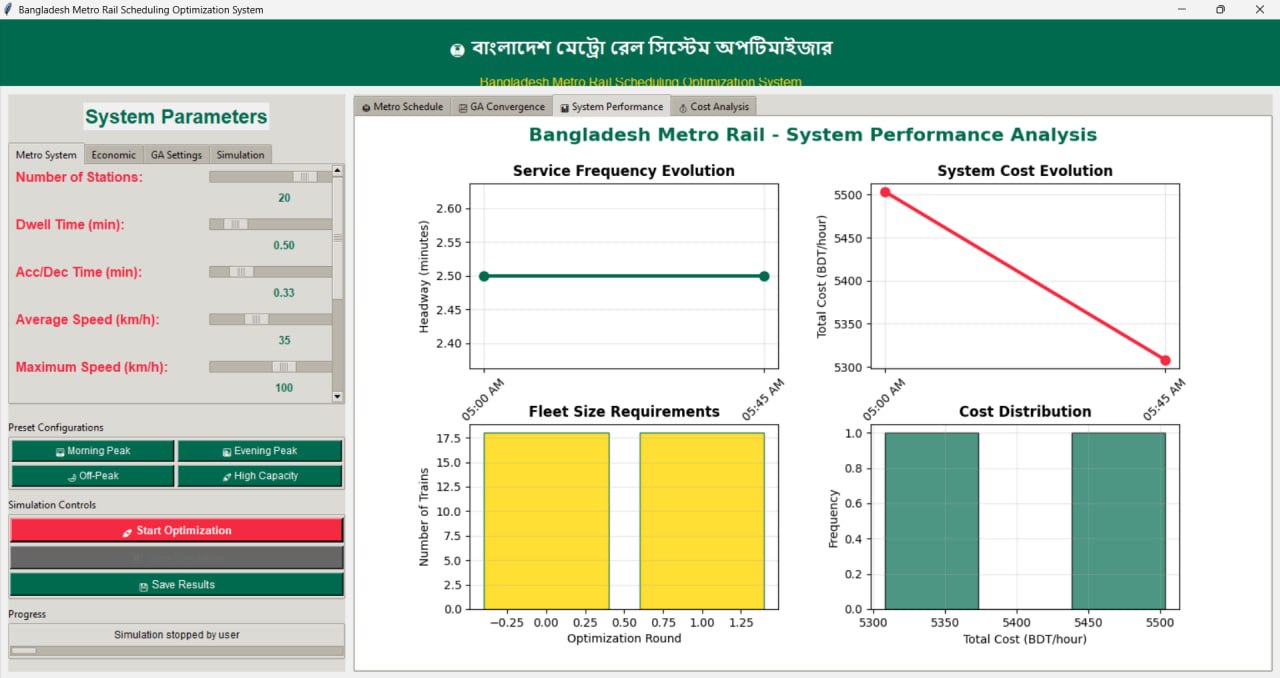 Bangladesh Metro Rail Scheduling Optimization System
বাংলাদেশ মেট্রো রেল সিস্টেম অপটিমাইজার
Bangladesh Metro Rail Scheduling Optimization System
System Parameters
Metro System Economic GA Settings Simulation
Number of Stations:
20
Dwell Time (min):
0.50
Acc/Dec Time (min):
0.33
Average Speed (km/h):
35
Maximum Speed (km/h):
100
Preset Configurations
Morning Peak Evening Peak
Off-Peak High Capacity
Simulation Controls
Start Optimization
Save Results
Progress
Simulation stopped by user
Metro Schedule GA Convergence System Performance Cost Analysis
Bangladesh Metro Rail - System Performance Analysis
Service Frequency Evolution
Headway (minutes)
2.60
2.55
2.50
2.45
2.40
05:00 AM 05:45 AM
System Cost Evolution
Total Cost (BDT/hour)
5500
5450
5400
5350
5300
05:00 AM 05:45 AM
Fleet Size Requirements
Number of Trains
17.5
15.0
12.5
10.0
7.5
5.0
2.5
0.0
−0.25 0.00 0.25 0.50 0.75 1.00 1.25
Optimization Round
Cost Distribution
Frequency
1.0
0.8
0.6
0.4
0.2
0.0
5300 5350 5400 5450 5500
Total Cost (BDT/hour)